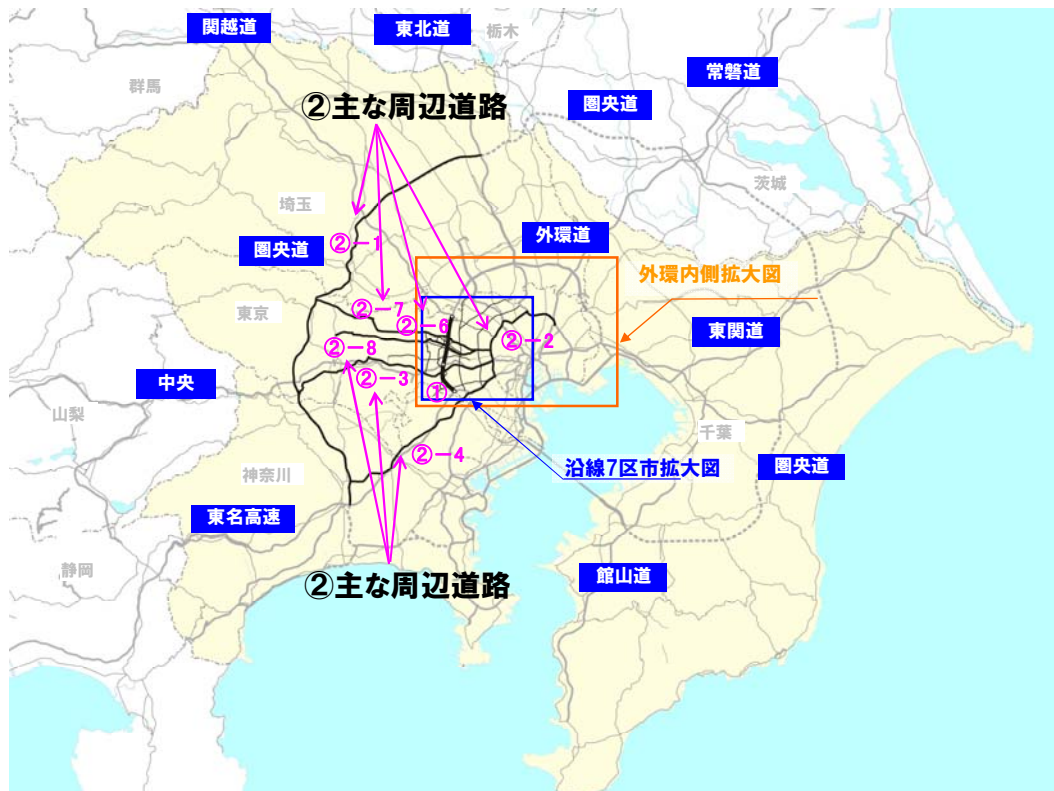 関越道
東北道
栃木
常磐道
群馬
圏央道
②主な周辺道路
茨城
埼玉
外環道
②－1
圏央道
外環内側拡大図
②－7
東京
②－6
東関道
②－2
②－8
②－3
中央
①
山梨
千葉
②－4
圏央道
沿線7区市拡大図
神奈川
東名高速
静岡
館山道
②主な周辺道路